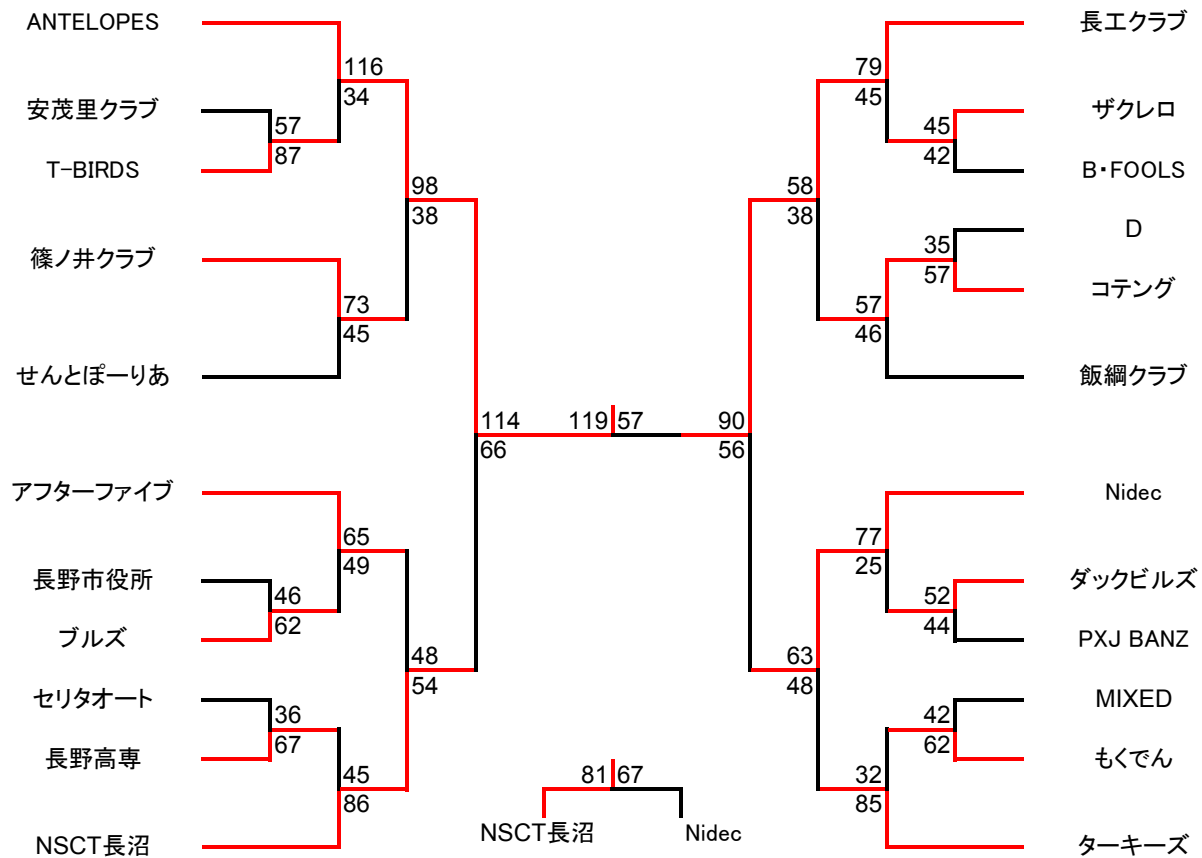 ANTELOPES
116
34
安茂里クラブ
57
87
T-BIRDS
98
38
篠ノ井クラブ
73
45
せんとぽーりあ
114
66
アフターファイブ
65
49
長野市役所
46
62
ブルズ
48
54
セリタオート
36
67
長野高専
45
86
NSCT長沼
119 57
81 67
NSCT長沼 Nidec
長エクラブ
79
45
ザクレロ
45
42
B・FOOLS
58
38
D
35
57
コテング
57
46
飯綱クラブ
90
56
Nidec
77
25
ダックビルズ
52
44
PXJ BANZ
63
48
MIXED
42
62
もくでん
32
85
ターキーズ